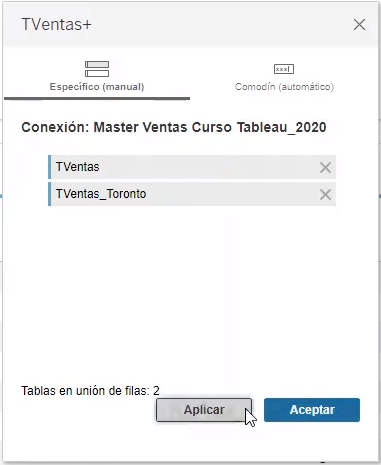 TVentas+
Específico (manual)
Comodín (automático)
Conexión: Master Ventas Curso Tableau_2020
TVentas
TVentas_Toronto
Tablas en unión de filas: 2
Aplicar
Aceptar